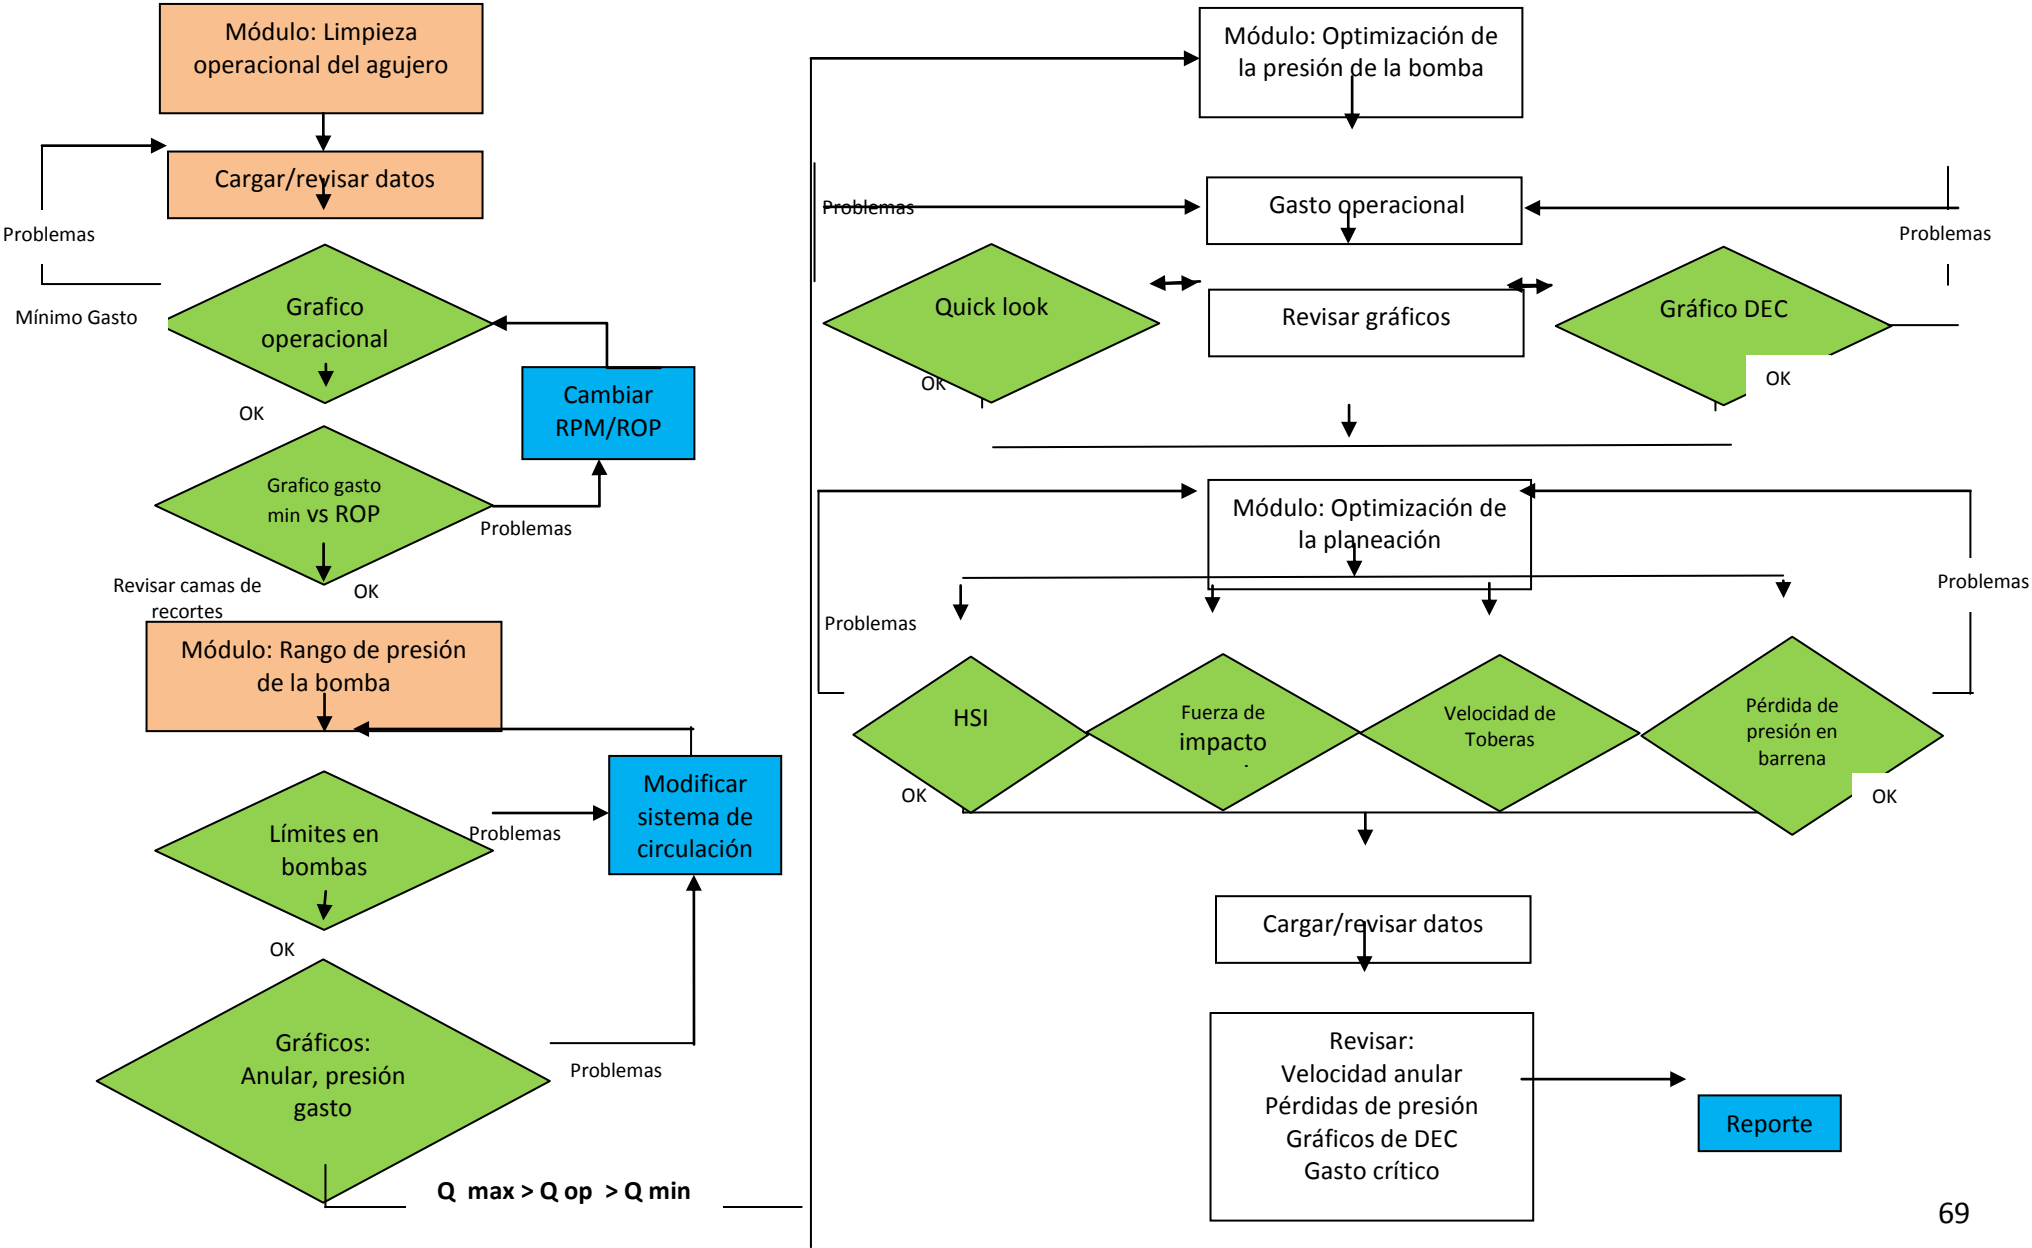 Módulo: Limpieza
operacional del agujero
Cargar/revisar datos
Problemas
Mínimo Gasto
Grafico
operacional
OK
Cambiar
RPM/ROP
Grafico gasto
min vs ROP
Problemas
Revisar camas de
recortes
OK
Módulo: Rango de presión
de la bomba
Límites en
bombas
Problemas
Modificar
sistema de
circulación
OK
Gráficos:
Anular, presión
gasto
Problemas
Q max > Q op > Q min
Módulo: Optimización de
la presión de la bomba
Problemas
Gasto operacional
Problemas
Quick look
Revisar gráficos
Gráfico DEC
OK
OK
Módulo: Optimización de
la planeación
Problemas
Problemas
HSI
Fuerza de
impacto
Velocidad de
Toberas
Pérdida de
presión en
barrena
OK
OK
Cargar/revisar datos
Revisar:
Velocidad anular
Pérdidas de presión
Gráficos de DEC
Gasto crítico
Reporte
69